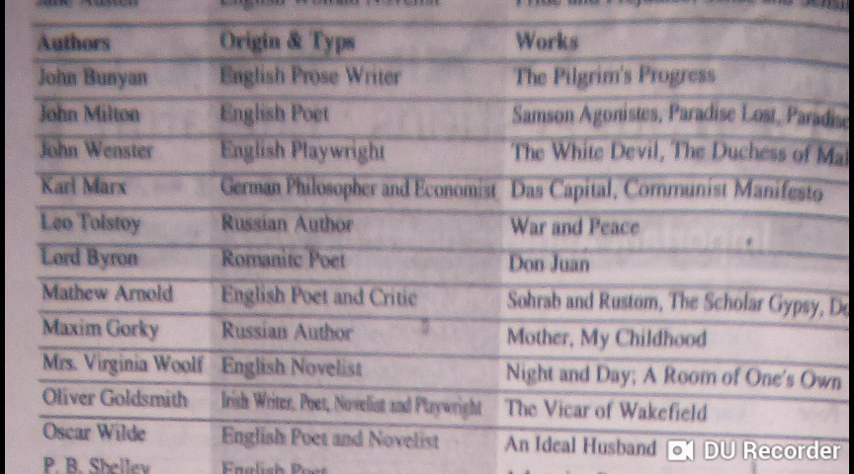 Authors Origin & Type Works
John Bunyan English Prose Writer The Pilgrim's Progress
John Milton English Poet Samson Agonistes, Paradise Lost, Paradise
John Wenster English Playwright The White Devil, The Duchess of Mal
Karl Marx German Philosopher and Economist Das Capital, Communist Manifesto
Leo Tolstoy Russian Author War and Peace
Lord Byron Romantic Poet Don Juan
Mathew Arnold English Poet and Critic Sohrab and Rustom, The Scholar Gypsy,
Maxim Gorky Russian Author Mother, My Childhood
Mrs. Virginia Woolf English Novelist Night and Day; A Room of One's Own
Oliver Goldsmith Irish Writer, Poet, Novelist and Playwright The Vicar of Wakefield
Oscar Wilde English Poet and Novelist An Ideal Husband
DU Recorder
P. B. Shelley English Poet